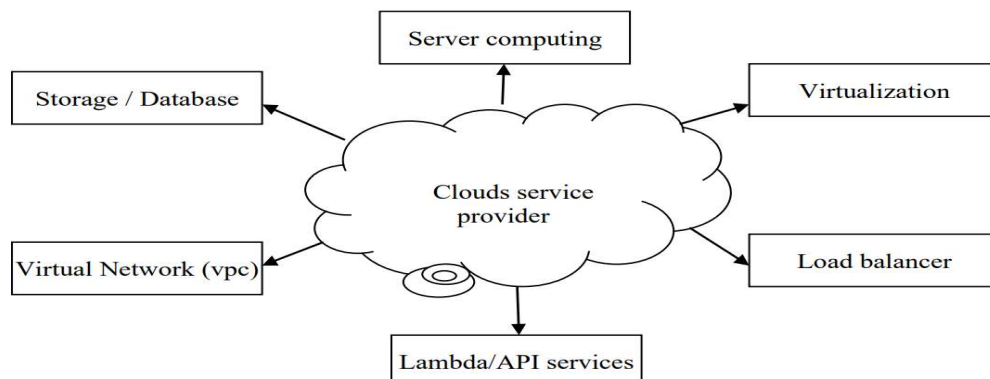 Server computing
Storage / Database
Virtualization
Clouds service
provider
Virtual Network (vpc)
Load balancer
Lambda/API services